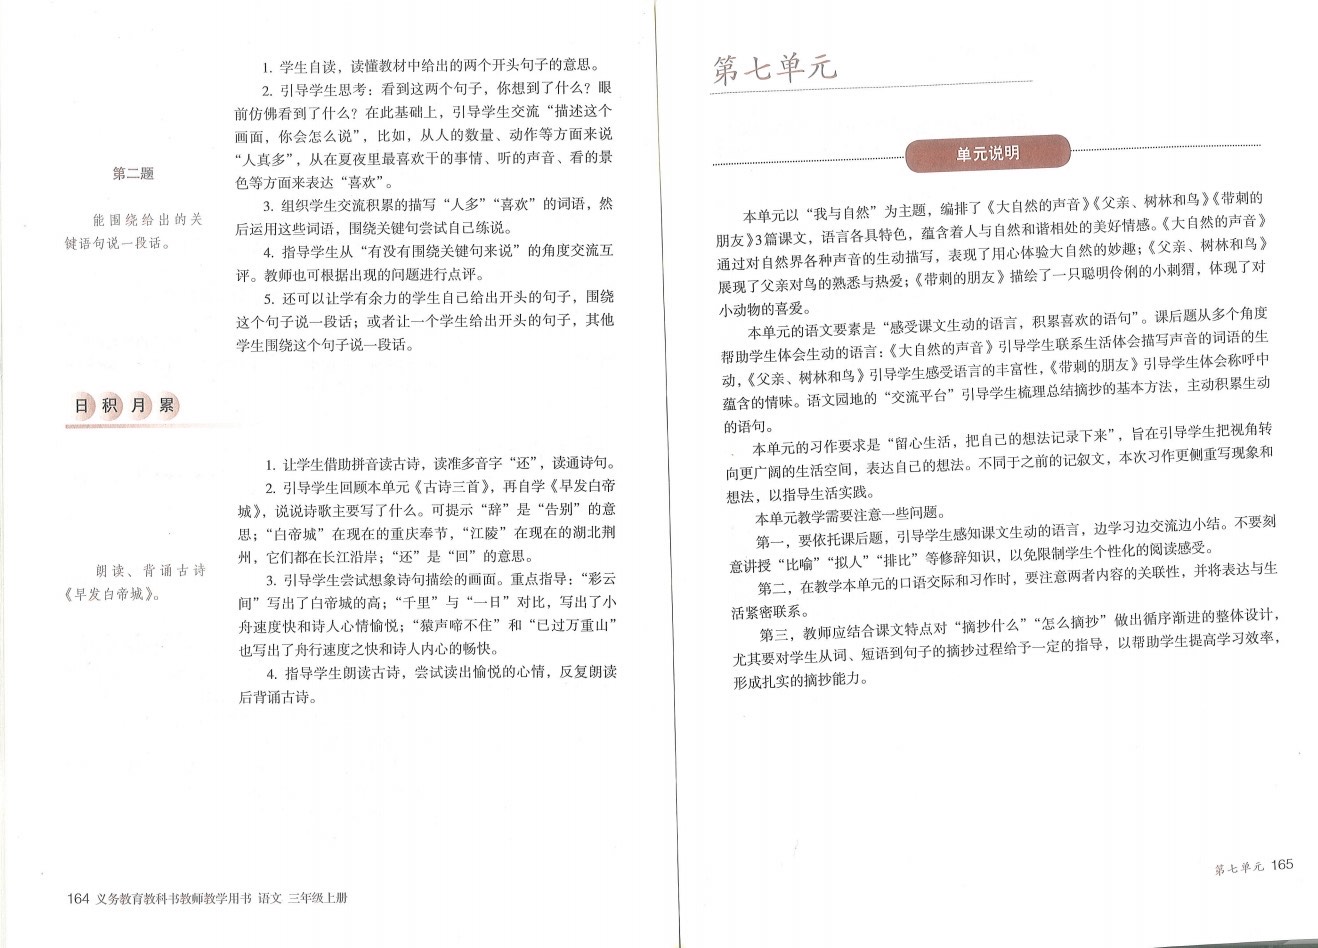 第二题
能围绕给出的关
键语句说一段话。
1. 学生自读，读懂教材中给出的两个开头句子的意思。
2. 引导学生思考：看到这两个句子，你想到了什么？眼
前仿佛看到了什么？在此基础上，引导学生交流“描述这个
画面，你会怎么说”，比如，从人的数量、动作等方面来说
“人真多”，从在夏夜里最喜欢干的事情、听的声音、看的景
色等方面来表达“喜欢”。
3. 组织学生交流积累的描写“人多”“喜欢”的词语，然
后运用这些词语，围绕关键句尝试自己练说。
4. 指导学生从“有没有围绕关键句来说”的角度交流互
评。教师也可根据出现的问题进行点评。
5. 还可以让学有余力的学生自己给出开头的句子，围绕
这个句子说一段话；或者让一个学生给出开头的句子，其他
学生围绕这个句子说一段话。
日积月累
朗读、背诵古诗
《早发白帝城》。
1. 让学生借助拼音读古诗，读准多音字“还”，读通诗句。
2. 引导学生回顾本单元《古诗三首》，再自学《早发白帝
城》，说说诗歌主要写了什么。可提示“辞”是“告别”的意
思；“白帝城”在现在的重庆奉节，“江陵”在现在的湖北荆
州，它们都在长江沿岸；“还”是“回”的意思。
3. 引导学生尝试想象诗句描绘的画面。重点指导：“彩云
间”写出了白帝城的高；“千里”与“一日”对比，写出了小
舟速度快和诗人心情愉悦；“猿声啼不住”和“已过万重山”
也写出了舟行速度之快和诗人内心的畅快。
4. 指导学生朗读古诗，尝试读出愉悦的心情，反复朗读
后背诵古诗。
164 义务教育教科书教师教学用书 语文 三年级上册
第七单元
单元说明
本单元以“我与自然”为主题，编排了《大自然的声音》《父亲、树林和鸟》《带刺的
朋友》3篇课文，语言各具特色，蕴含着人与自然和谐相处的美好情感。《大自然的声音》
通过对自然界各种声音的生动描写，表现了用心体验大自然的妙趣；《父亲、树林和鸟》
展现了父亲对鸟的熟悉与热爱；《带刺的朋友》描绘了一只聪明伶俐的小刺猬，体现了对
小动物的喜爱。
本单元的语文要素是“感受课文生动的语言，积累喜欢的语句”。课后题从多个角度
帮助学生体会生动的语言：《大自然的声音》引导学生联系生活体会描写声音的词语的生
动，《父亲、树林和鸟》引导学生感受语言的丰富性，《带刺的朋友》引导学生体会称呼中
蕴含的情味。语文园地的“交流平台”引导学生梳理总结摘抄的基本方法，主动积累生动
的语句。
本单元的习作要求是“留心生活，把自己的想法记录下来”，旨在引导学生把视角转
向更广阔的生活空间，表达自己的想法。不同于之前的记叙文，本次习作更侧重写现象和
想法，以指导生活实践。
本单元教学需要注意一些问题。
第一，要依托课后题，引导学生感知课文生动的语言，边学习边交流边小结。不要刻
意讲授“比喻”“拟人”“排比”等修辞知识，以免限制学生个性化的阅读感受。
第二，在教学本单元的口语交际和习作时，要注意两者内容的关联性，并将表达与生
活紧密联系。
第三，教师应结合课文特点对“摘抄什么”“怎么摘抄”做出循序渐进的整体设计，
尤其要对学生从词、短语到句子的摘抄过程给予一定的指导，以帮助学生提高学习效率，
形成扎实的摘抄能力。
第七单元 165